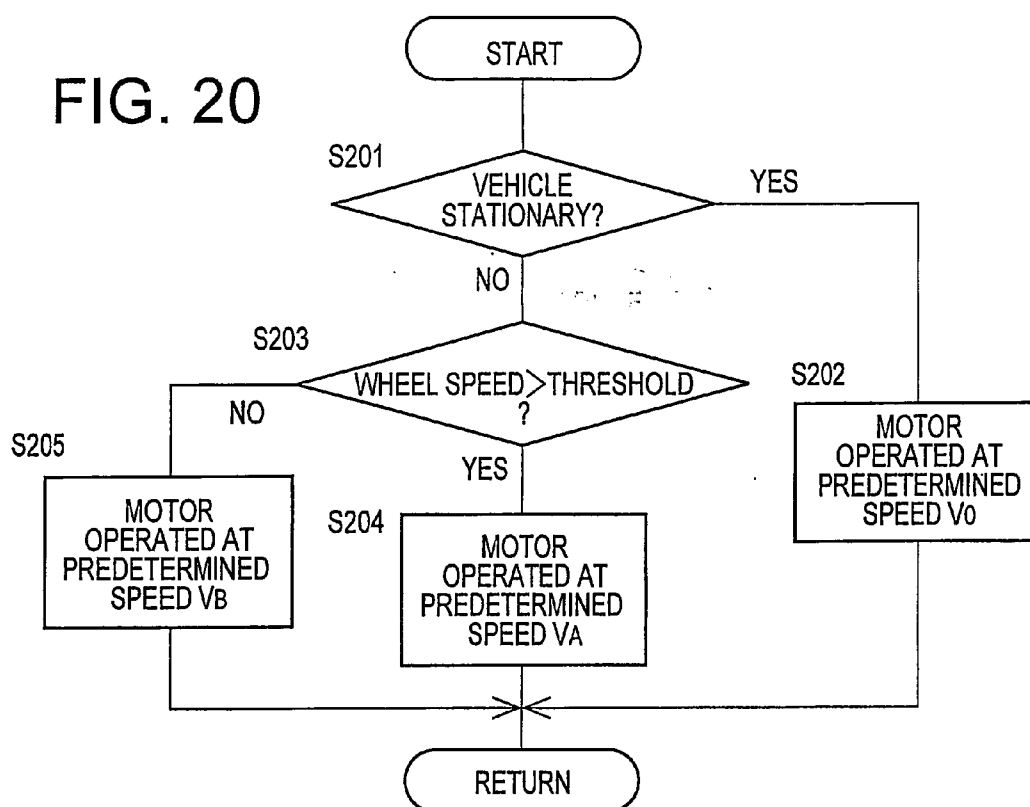 FIG. 20
START
S201
VEHICLE
STATIONARY?
YES
NO
S203
WHEEL SPEED>THRESHOLD
?
NO
YES
S202
MOTOR
OPERATED AT
PREDETERMINED
SPEED V0
S205
MOTOR
OPERATED AT
PREDETERMINED
SPEED VB
S204
MOTOR
OPERATED AT
PREDETERMINED
SPEED VA
RETURN